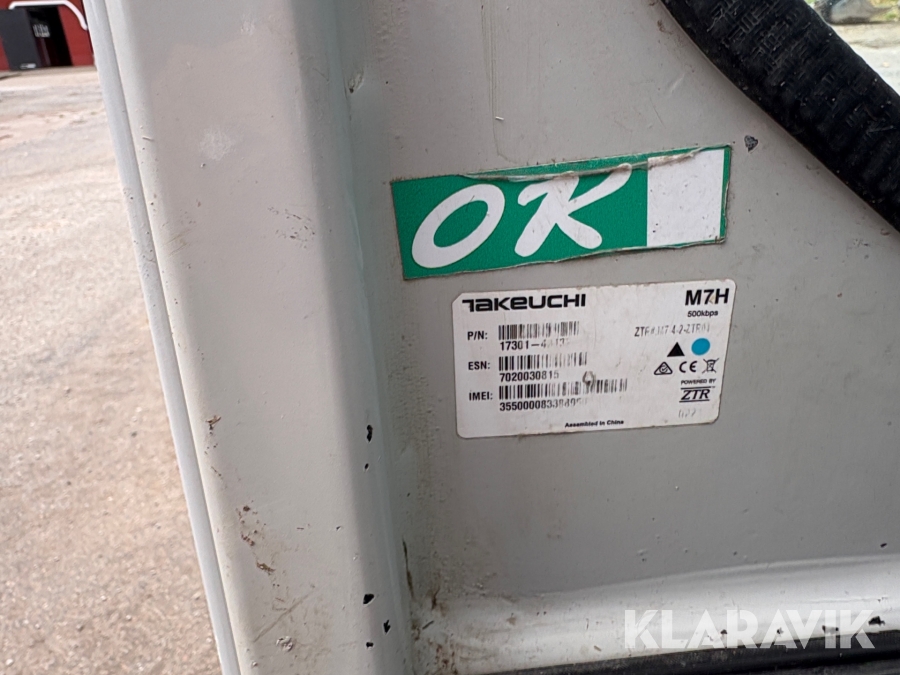 OK
TAKEUCHI
M7H
500kbps
P/N:
ESN:
7020030815
IMEI:
POWERED BY
ZTR
Assembled in China
KLARAVIK